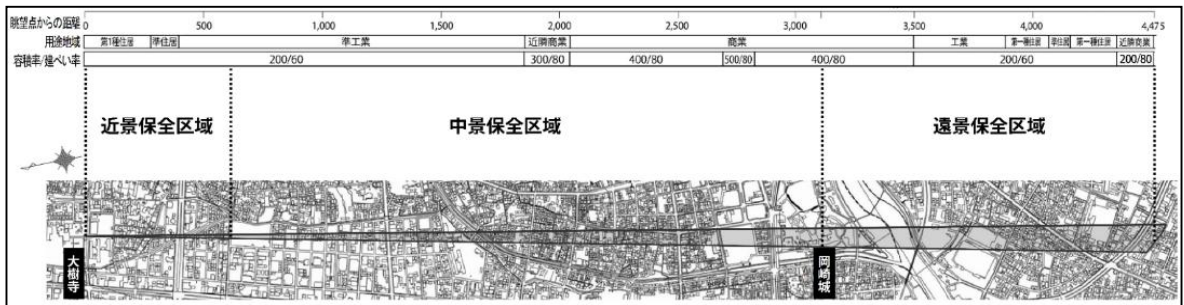 眺望点からの距離 0 500 1,000 1,500 2,000 2,500 3,000 3,500 4,000 4,475
用途地域 第1種住居 準住居 準工業 近隣商業 商業 工業 第一種住居 準住居 第一種住居 近隣商業
容積率/建ぺい率 200/60 300/80 400/80 500/80 400/80 200/60 200/80
近景保全区域 中景保全区域 遠景保全区域
大樹寺
岡崎城